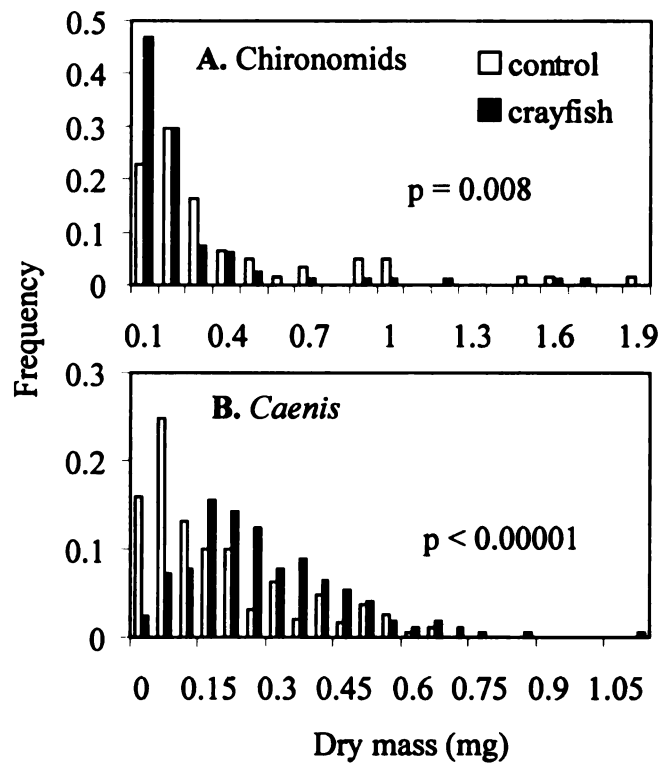 0.5
A. Chironomids
control
0.4
crayfish
0.3
p = 0.008
0.2
0.1
0
0.1 0.4 0.7 1 1.3 1.6 1.9
Frequency
0.3
B. Caenis
0.2
p < 0.00001
0.1
0
0 0.15 0.3 0.45 0.6 0.75 0.9 1.05
Dry mass (mg)